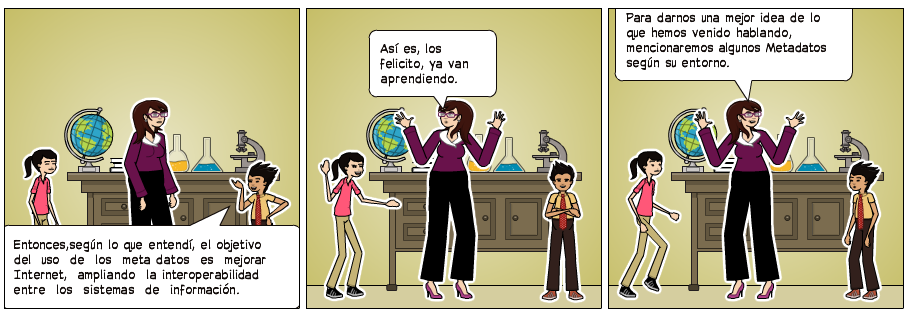 Entonces,según lo que entendí, el objetivo
del uso de los meta datos es mejorar
Internet, ampliando la interoperabilidad
entre los sistemas de información.
Así es, los
felicito, ya van
aprendiendo.
Para darnos una mejor idea de lo
que hemos venido hablando,
mencionaremos algunos Metadatos
según su entorno.